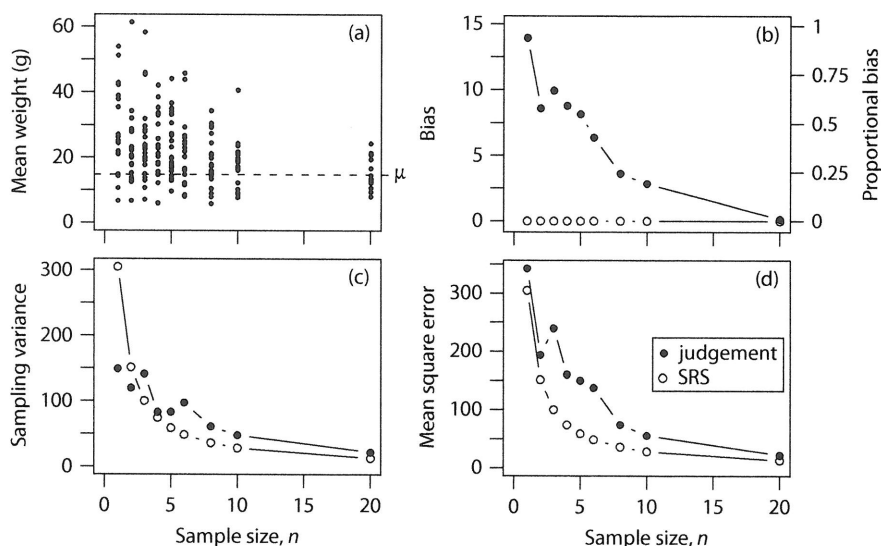 (a)
Mean weight (g)
60
40
20
0
μ
(b)
Bias
15
10
5
0
Proportional bias
1
0.75
0.5
0.25
0
(c)
Sampling variance
300
200
100
0
0 5 10 15 20
Sample size, n
(d)
Mean square error
300
200
100
0
judgement
SRS
0 5 10 15 20
Sample size, n